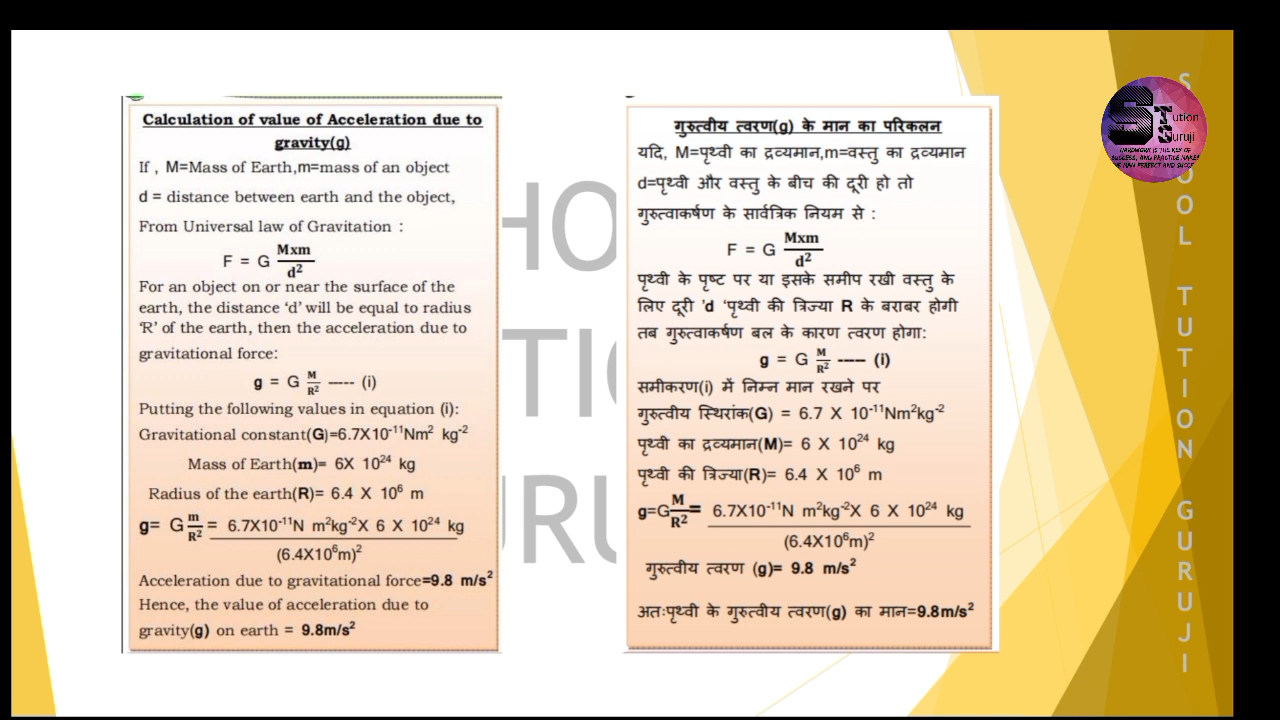 Calculation of value of Acceleration due to
gravity(g)
If , M=Mass of Earth,m=mass of an object
d = distance between earth and the object,
From Universal law of Gravitation :
F = G Mxm/d²
For an object on or near the surface of the
earth, the distance ‘d’ will be equal to radius
‘R’ of the earth, then the acceleration due to
gravitational force:
g = G M/R² ----- (i)
Putting the following values in equation (i):
Gravitational constant(G)=6.7X10⁻¹¹Nm² kg⁻²
Mass of Earth(m)= 6X 10²⁴ kg
Radius of the earth(R)= 6.4 X 10⁶ m
g= G m/R² = 6.7X10⁻¹¹N m²kg⁻²X 6 X 10²⁴ kg
(6.4X10⁶m)²
Acceleration due to gravitational force=9.8 m/s²
Hence, the value of acceleration due to
gravity(g) on earth = 9.8m/s²
गुरुत्वीय त्वरण(g) के मान का परिकलन
यदि, M=पृथ्वी का द्रव्यमान,m=वस्तु का द्रव्यमान
d=पृथ्वी और वस्तु के बीच की दूरी हो तो
गुरुत्वाकर्षण के सार्वत्रिक नियम से :
F = G Mxm/d²
पृथ्वी के पृष्ट पर या इसके समीप रखी वस्तु के
लिए दूरी ’d ‘पृथ्वी की त्रिज्या R के बराबर होगी
तब गुरुत्वाकर्षण बल के कारण त्वरण होगा:
g = G M/R² ----- (i)
समीकरण(i) में निम्न मान रखने पर
गुरुत्वीय स्थिरांक(G) = 6.7 X 10⁻¹¹Nm²kg⁻²
पृथ्वी का द्रव्यमान(M)= 6 X 10²⁴ kg
पृथ्वी की त्रिज्या(R)= 6.4 X 10⁶ m
g=G M/R² = 6.7X10⁻¹¹N m²kg⁻²X 6 X 10²⁴ kg
(6.4X10⁶m)²
गुरुत्वीय त्वरण (g)= 9.8 m/s²
अतःपृथ्वी के गुरुत्वीय त्वरण(g) का मान=9.8m/s²
HO
TIO
URU
S
OOL
TUTION
GURUJI
ST
ution
uruji